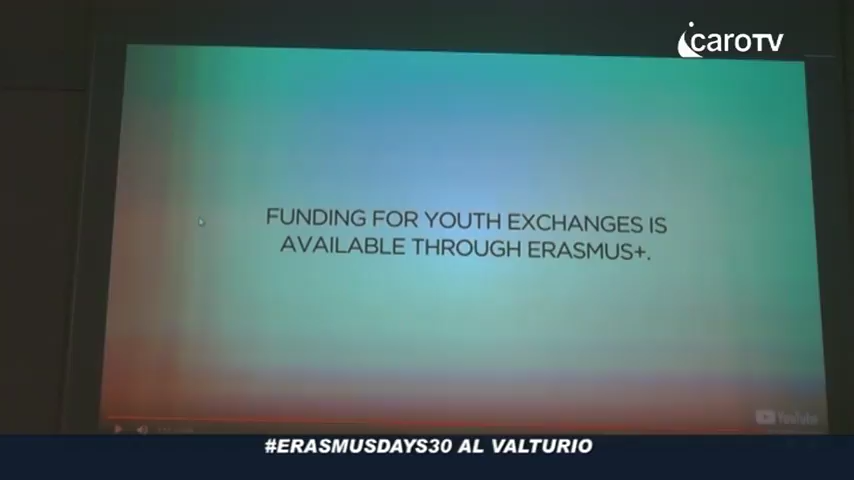 icaroTV
FUNDING FOR YOUTH EXCHANGES IS
AVAILABLE THROUGH ERASMUS+.
YouTube
#ERASMUSDAYS30 AL VALTURIO